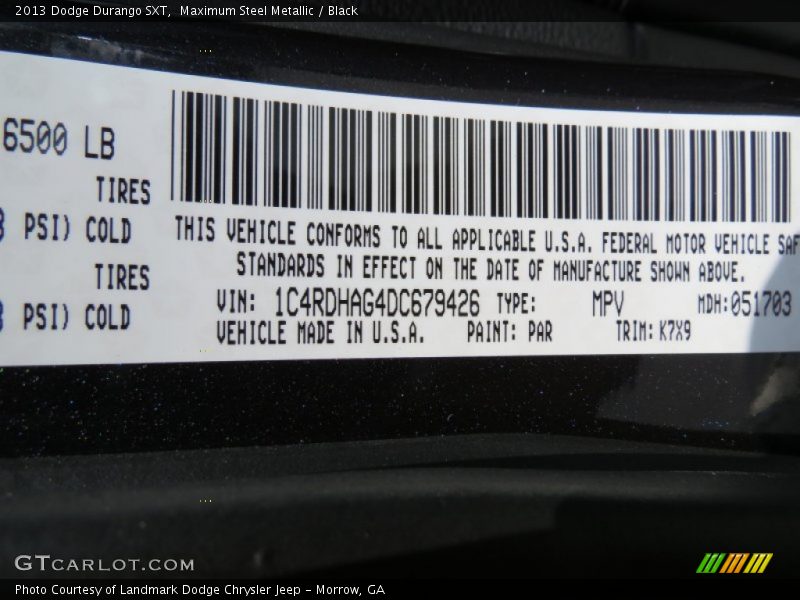 2013 Dodge Durango SXT, Maximum Steel Metallic / Black
6500 LB
TIRES
PSI) COLD
TIRES
PSI) COLD
THIS VEHICLE CONFORMS TO ALL APPLICABLE U.S.A. FEDERAL MOTOR VEHICLE SAF
STANDARDS IN EFFECT ON THE DATE OF MANUFACTURE SHOWN ABOVE.
VIN: 1C4RDHAG4DC679426 TYPE: MPV MDH:051703
VEHICLE MADE IN U.S.A. PAINT: PAR TRIM: K7X9
GTCARLOT.COM
Photo Courtesy of Landmark Dodge Chrysler Jeep - Morrow, GA